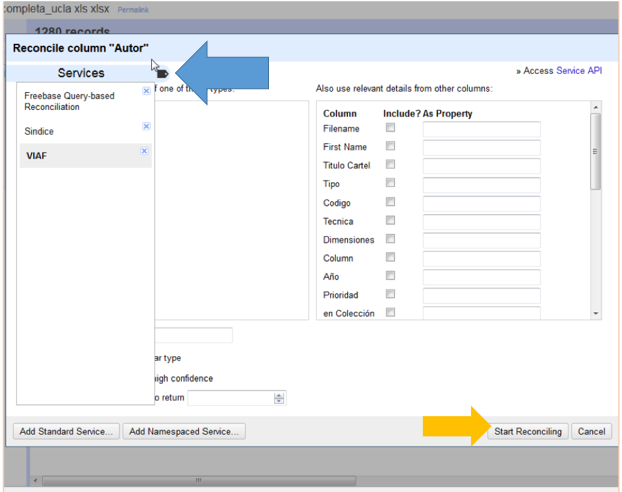 completa_ucla xls xlsx Permalink
1280 records
Reconcile column "Autor"
Services
» Access Service API
f one of th types:
Also use relevant details from other columns:
Freebase Query-based
Reconciliation
Sindice
VIAF
Column Include? As Property
Filename
First Name
Titulo Cartel
Tipo
Codigo
Tecnica
Dimensiones
Column
Año
Prioridad
en Colección
ar type
high confidence
o return
Add Standard Service... Add Namespaced Service... Start Reconciling Cancel